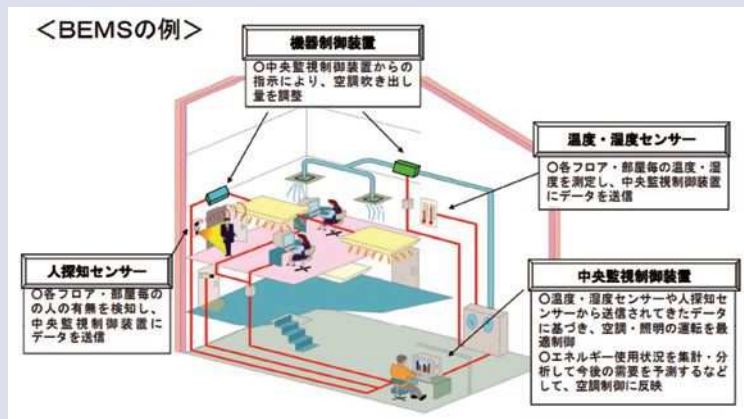 <BEMSの例>
機器制御装置
○中央監視制御装置からの
指示により、空調吹き出し
量を調整
温度・湿度センサー
○各フロア・部屋毎の温度・湿
度を測定し、中央監視制御装置
にデータを送信
人探知センサー
○各フロア・部屋毎の
の人の有無を検知し、
中央監視制御装置に
データを送信
中央監視制御装置
○温度・湿度センサーや人探知セ
ンサーから送信されてきたデータ
に基づき、空調・照明の運転を最
適制御
○エネルギー使用状況を集計・分
析して今後の需要を予測するなど
して、空調制御に反映